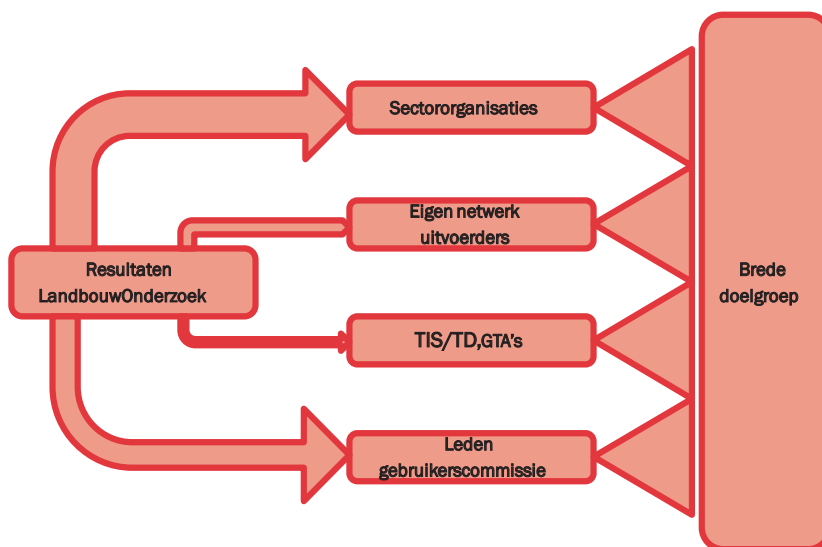 Sectororganisaties
Eigen netwerk
uitvoerders
Resultaten
LandbouwOnderzoek
Brede
doelgroep
TIS/TD,GTA's
Leden
gebruikerscommissie